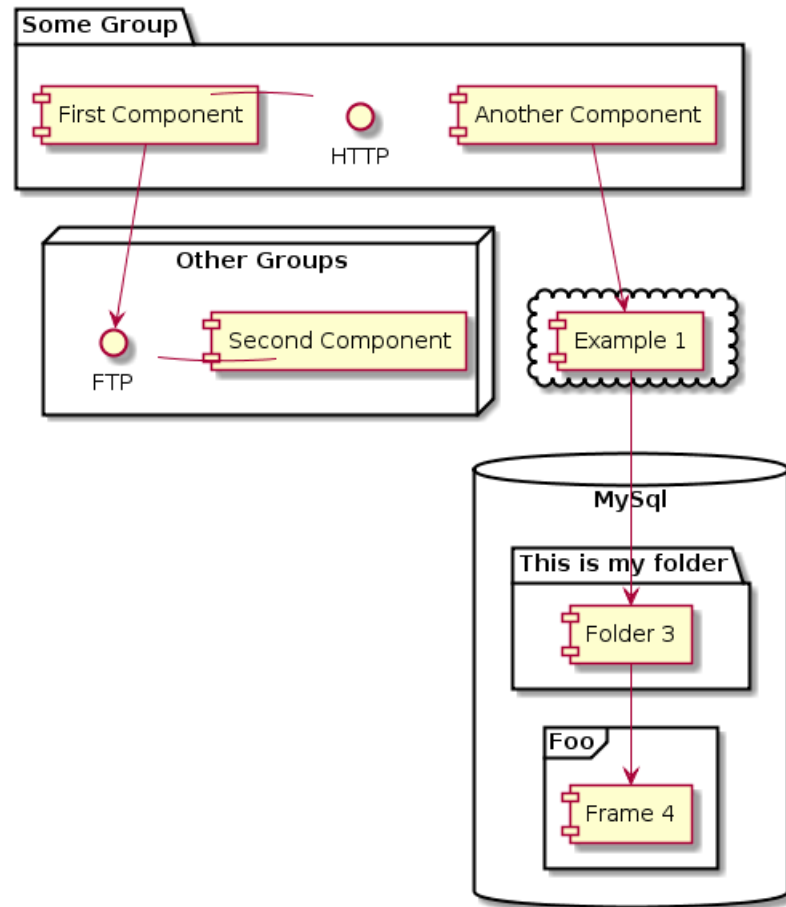 Some Group
First Component
HTTP
Another Component
Other Groups
FTP
Second Component
Example 1
MySql
This is my folder
Folder 3
Foo
Frame 4